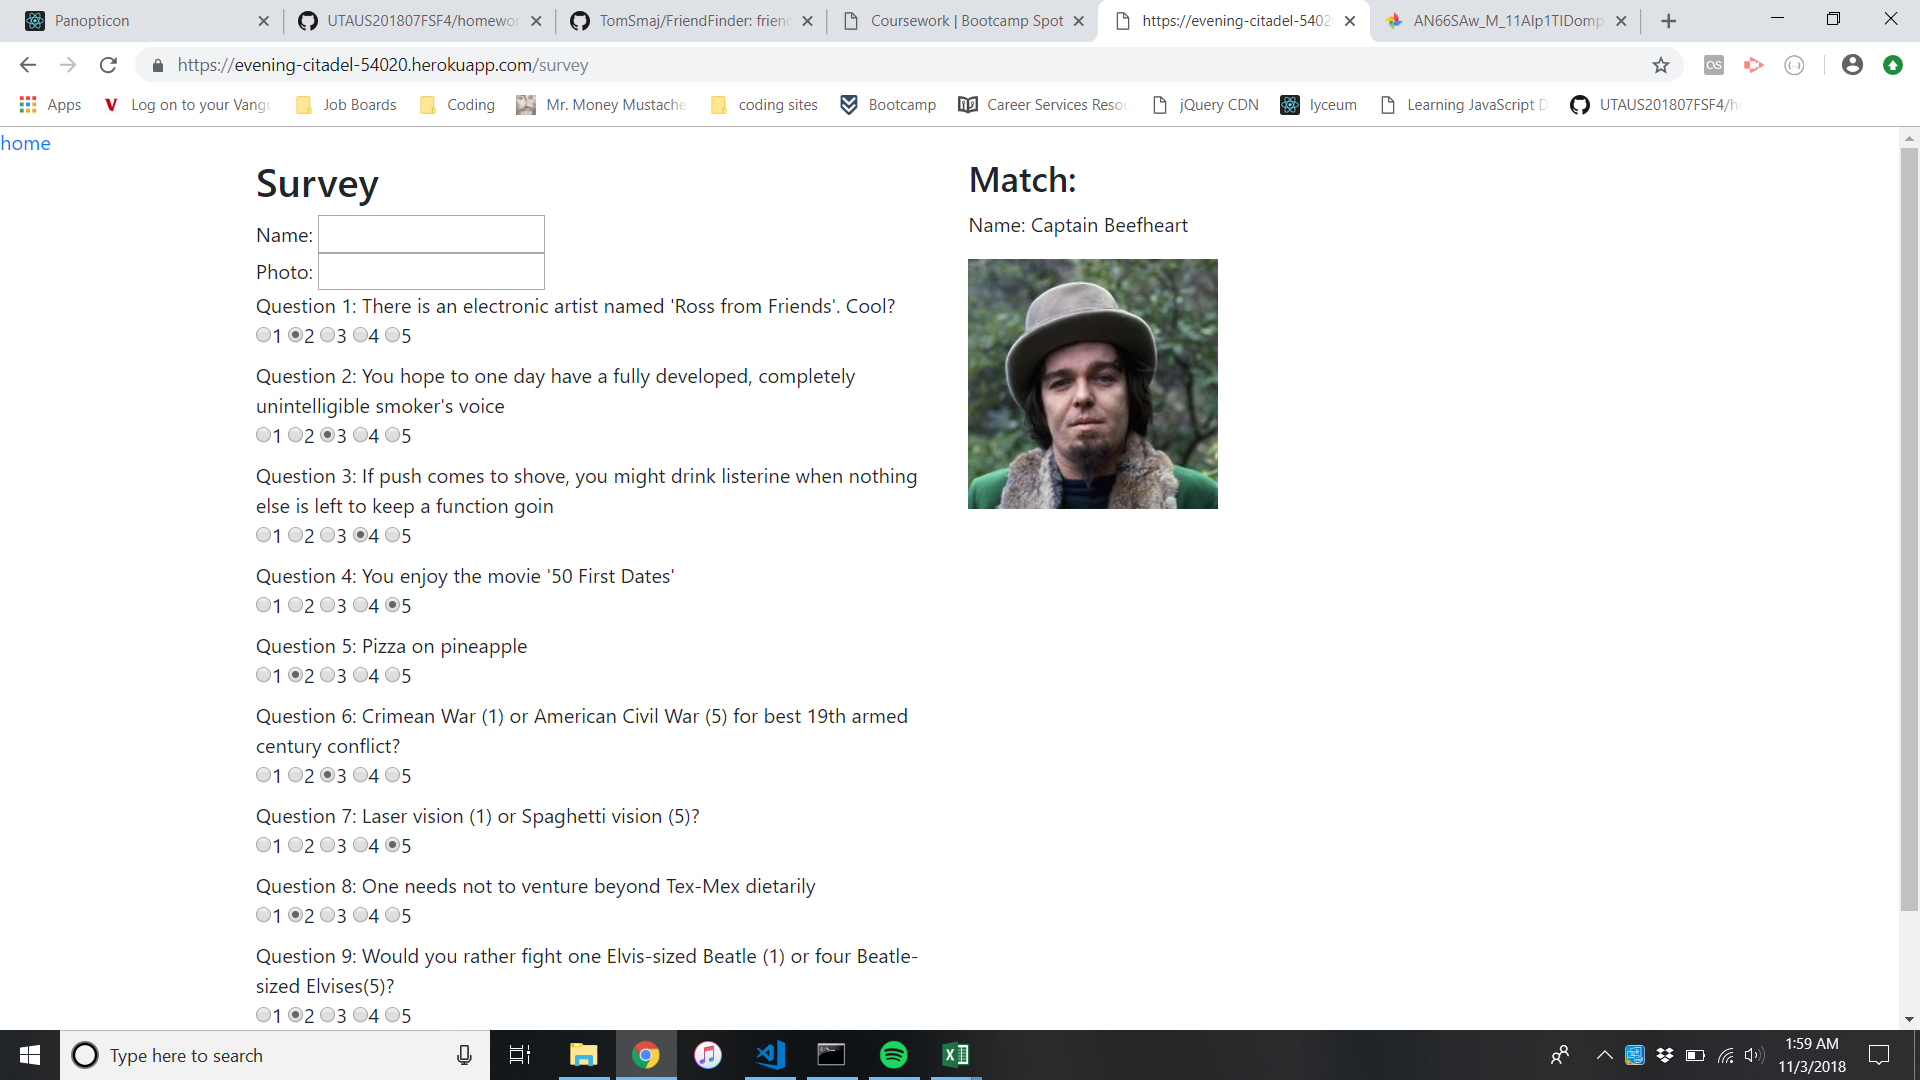 Panopticon
UTAUS201807FSF4/homewor
TomSmaj/FriendFinder: friend
Coursework | Bootcamp Spot
https://evening-citadel-5402
AN66SAw_M_11Alp1TIDomp
https://evening-citadel-54020.herokuapp.com/survey
Apps
Log on to your Vangu
Job Boards
Coding
Mr. Money Mustache
coding sites
Bootcamp
Career Services Resou
jQuery CDN
lyceum
Learning JavaScript D
UTAUS201807FSF4/h
home
Survey
Name:
Photo:
Question 1: There is an electronic artist named 'Ross from Friends'. Cool?
1 2 3 4 5
Question 2: You hope to one day have a fully developed, completely
unintelligible smoker's voice
1 2 3 4 5
Question 3: If push comes to shove, you might drink listerine when nothing
else is left to keep a function goin
1 2 3 4 5
Question 4: You enjoy the movie '50 First Dates'
1 2 3 4 5
Question 5: Pizza on pineapple
1 2 3 4 5
Question 6: Crimean War (1) or American Civil War (5) for best 19th armed
century conflict?
1 2 3 4 5
Question 7: Laser vision (1) or Spaghetti vision (5)?
1 2 3 4 5
Question 8: One needs not to venture beyond Tex-Mex dietarily
1 2 3 4 5
Question 9: Would you rather fight one Elvis-sized Beatle (1) or four Beatle-
sized Elvises(5)?
1 2 3 4 5
Match:
Name: Captain Beefheart
Type here to search
1:59 AM
11/3/2018